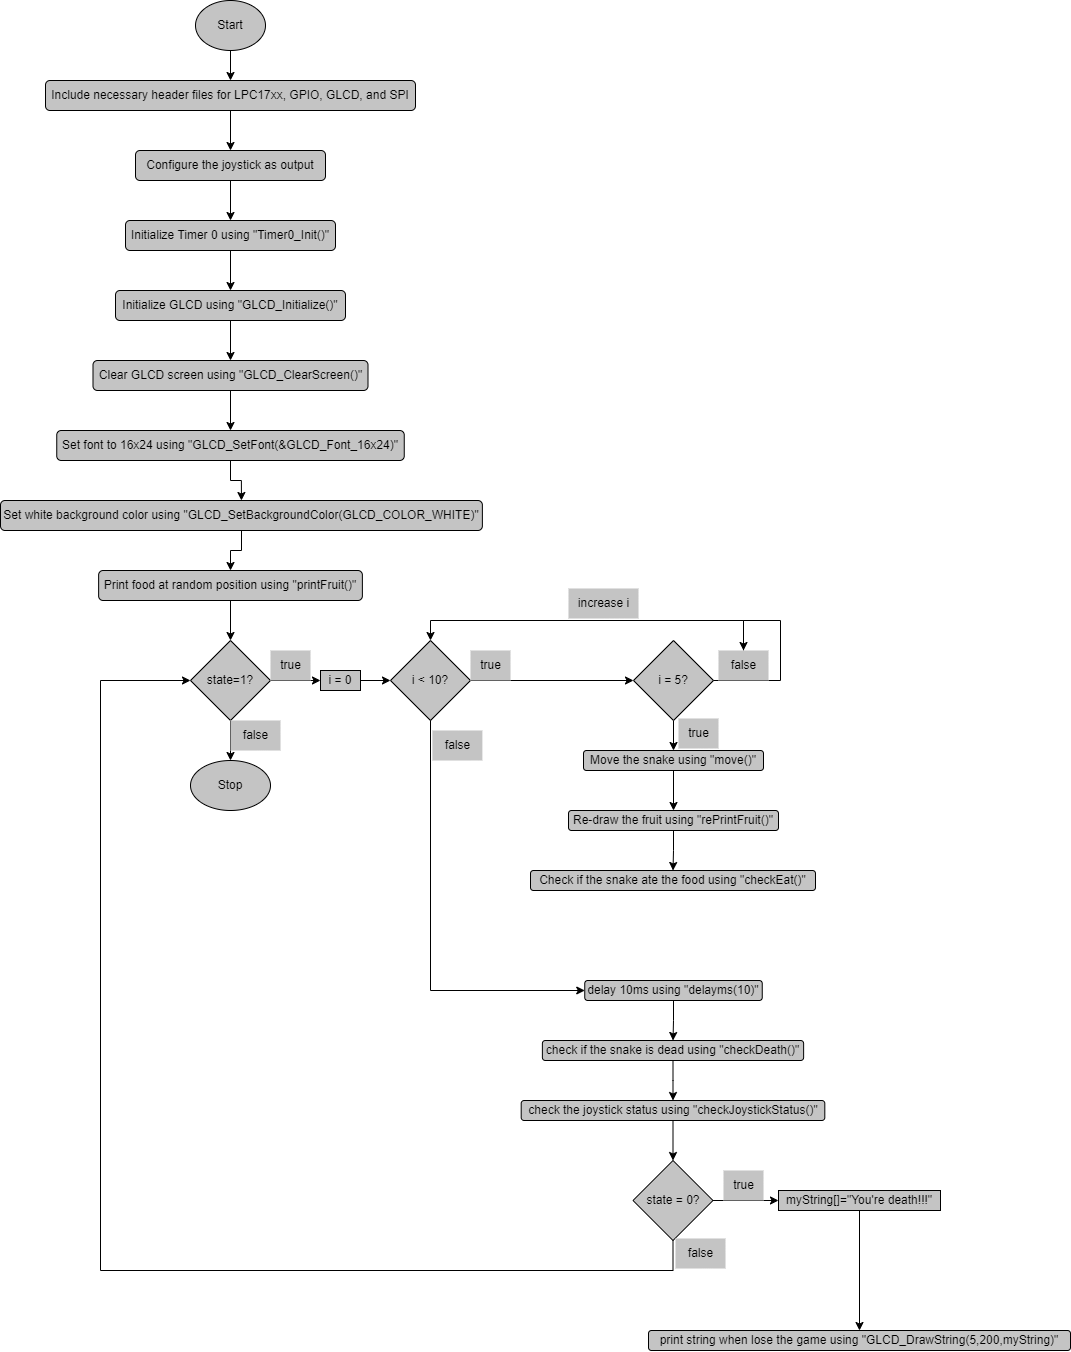 Start
Include necessary header files for LPC17xx, GPIO, GLCD, and SPI
Configure the joystick as output
Initialize Timer 0 using "Timer0_Init()"
Initialize GLCD using "GLCD_Initialize()"
Clear GLCD screen using "GLCD_ClearScreen()"
Set font to 16x24 using "GLCD_SetFont(&GLCD_Font_16x24)"
Set white background color using "GLCD_SetBackgroundColor(GLCD_COLOR_WHITE)"
Print food at random position using "printFruit()"
increase i
state=1?
true
i = 0
i < 10?
true
i = 5?
false
false
Stop
false
true
Move the snake using "move()"
Re-draw the fruit using "rePrintFruit()"
Check if the snake ate the food using "checkEat()"
delay 10ms using "delayms(10)"
check if the snake is dead using "checkDeath()"
check the joystick status using "checkJoystickStatus()"
state = 0?
true
myString[]="You're death!!!"
false
print string when lose the game using "GLCD_DrawString(5,200,myString)"